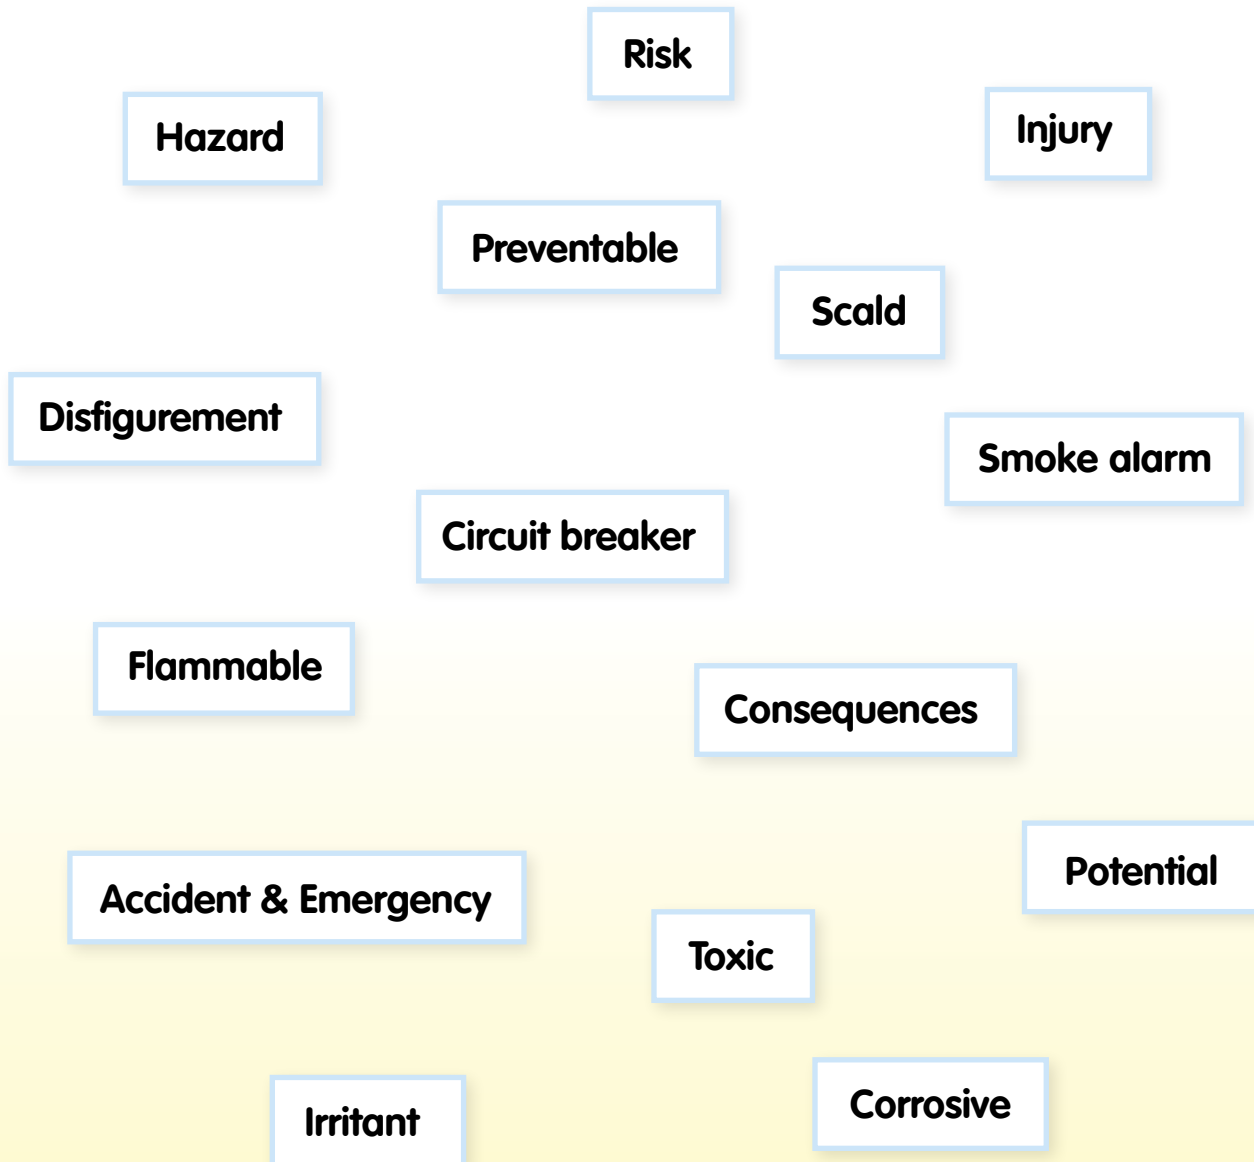 Risk
Hazard
Injury
Preventable
Scald
Disfigurement
Smoke alarm
Circuit breaker
Flammable
Consequences
Accident & Emergency
Potential
Toxic
Irritant
Corrosive